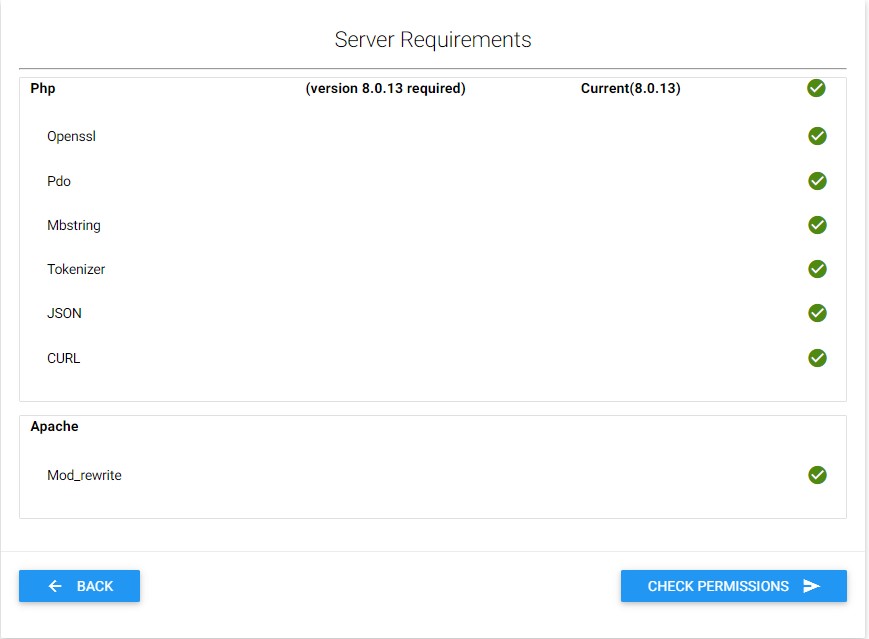 Server Requirements
Php (version 8.0.13 required) Current(8.0.13)
Openssl
Pdo
Mbstring
Tokenizer
JSON
CURL
Apache
Mod_rewrite
BACK CHECK PERMISSIONS